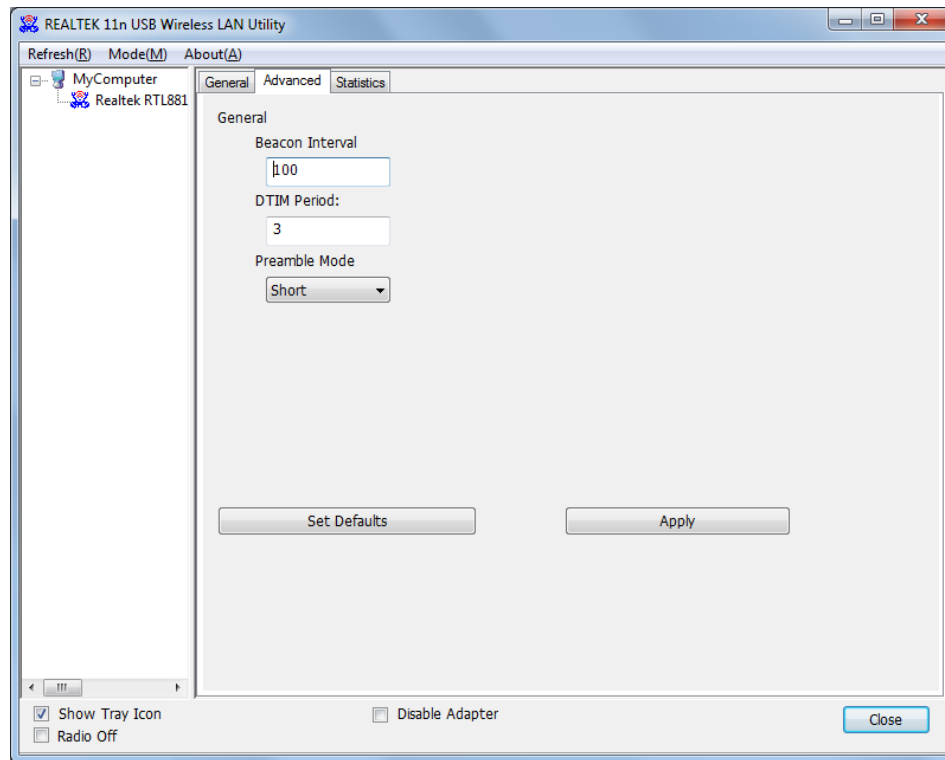 REALTEK 11n USB Wireless LAN Utility
Refresh(R) Mode(M) About(A)
MyComputer
Realtek RTL881
General Advanced Statistics
General
Beacon Interval
100
DTIM Period:
3
Preamble Mode
Short
Set Defaults Apply
Show Tray Icon Disable Adapter
Radio Off
Close